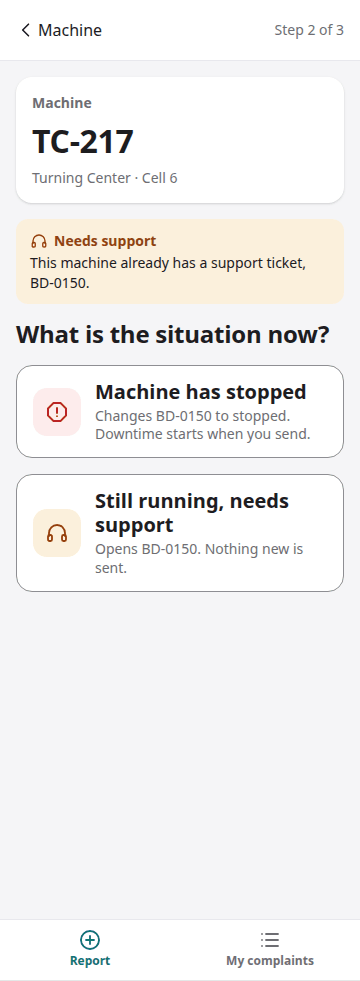 Machine
Step 2 of 3
Machine
TC-217
Turning Center · Cell 6
Needs support
This machine already has a support ticket,
BD-0150.
What is the situation now?
Machine has stopped
Changes BD-0150 to stopped.
Downtime starts when you send.
Still running, needs
support
Opens BD-0150. Nothing new is
sent.
Report
My complaints